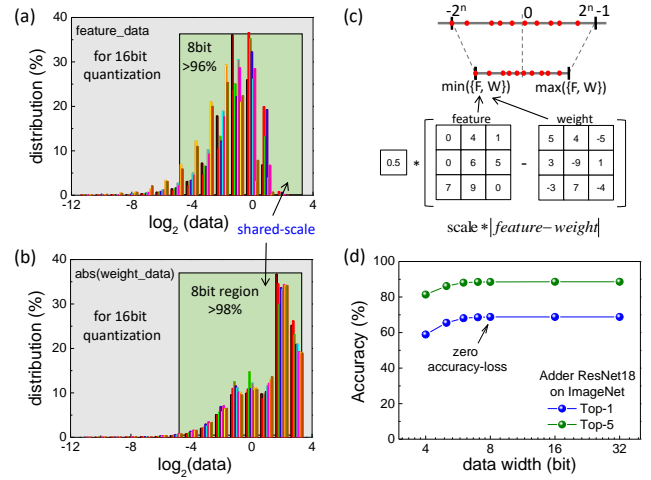 (a)
feature_data
for 16bit
quantization
8bit
>96%
distribution (%)
40
30
20
10
0
-12
-8
-4
0
4
log2 (data)
shared-scale
(b)
abs(weight_data)
for 16bit
quantization
8bit region
>98%
distribution (%)
40
30
20
10
0
-12
-8
-4
0
4
log2(data)
(c)
-2ⁿ
0
2ⁿ-1
min({F, W})
max({F, W})
feature
weight
0.5 * 0 4 1 - 5 4 -5
0 6 5 3 -9 1
7 9 0 -3 7 -4
scale*|feature-weight|
(d)
Accuracy (%)
100
80
60
40
20
0
zero
accuracy-loss
Adder ResNet18
on ImageNet
Top-1
Top-5
4
8
16
32
data width (bit)